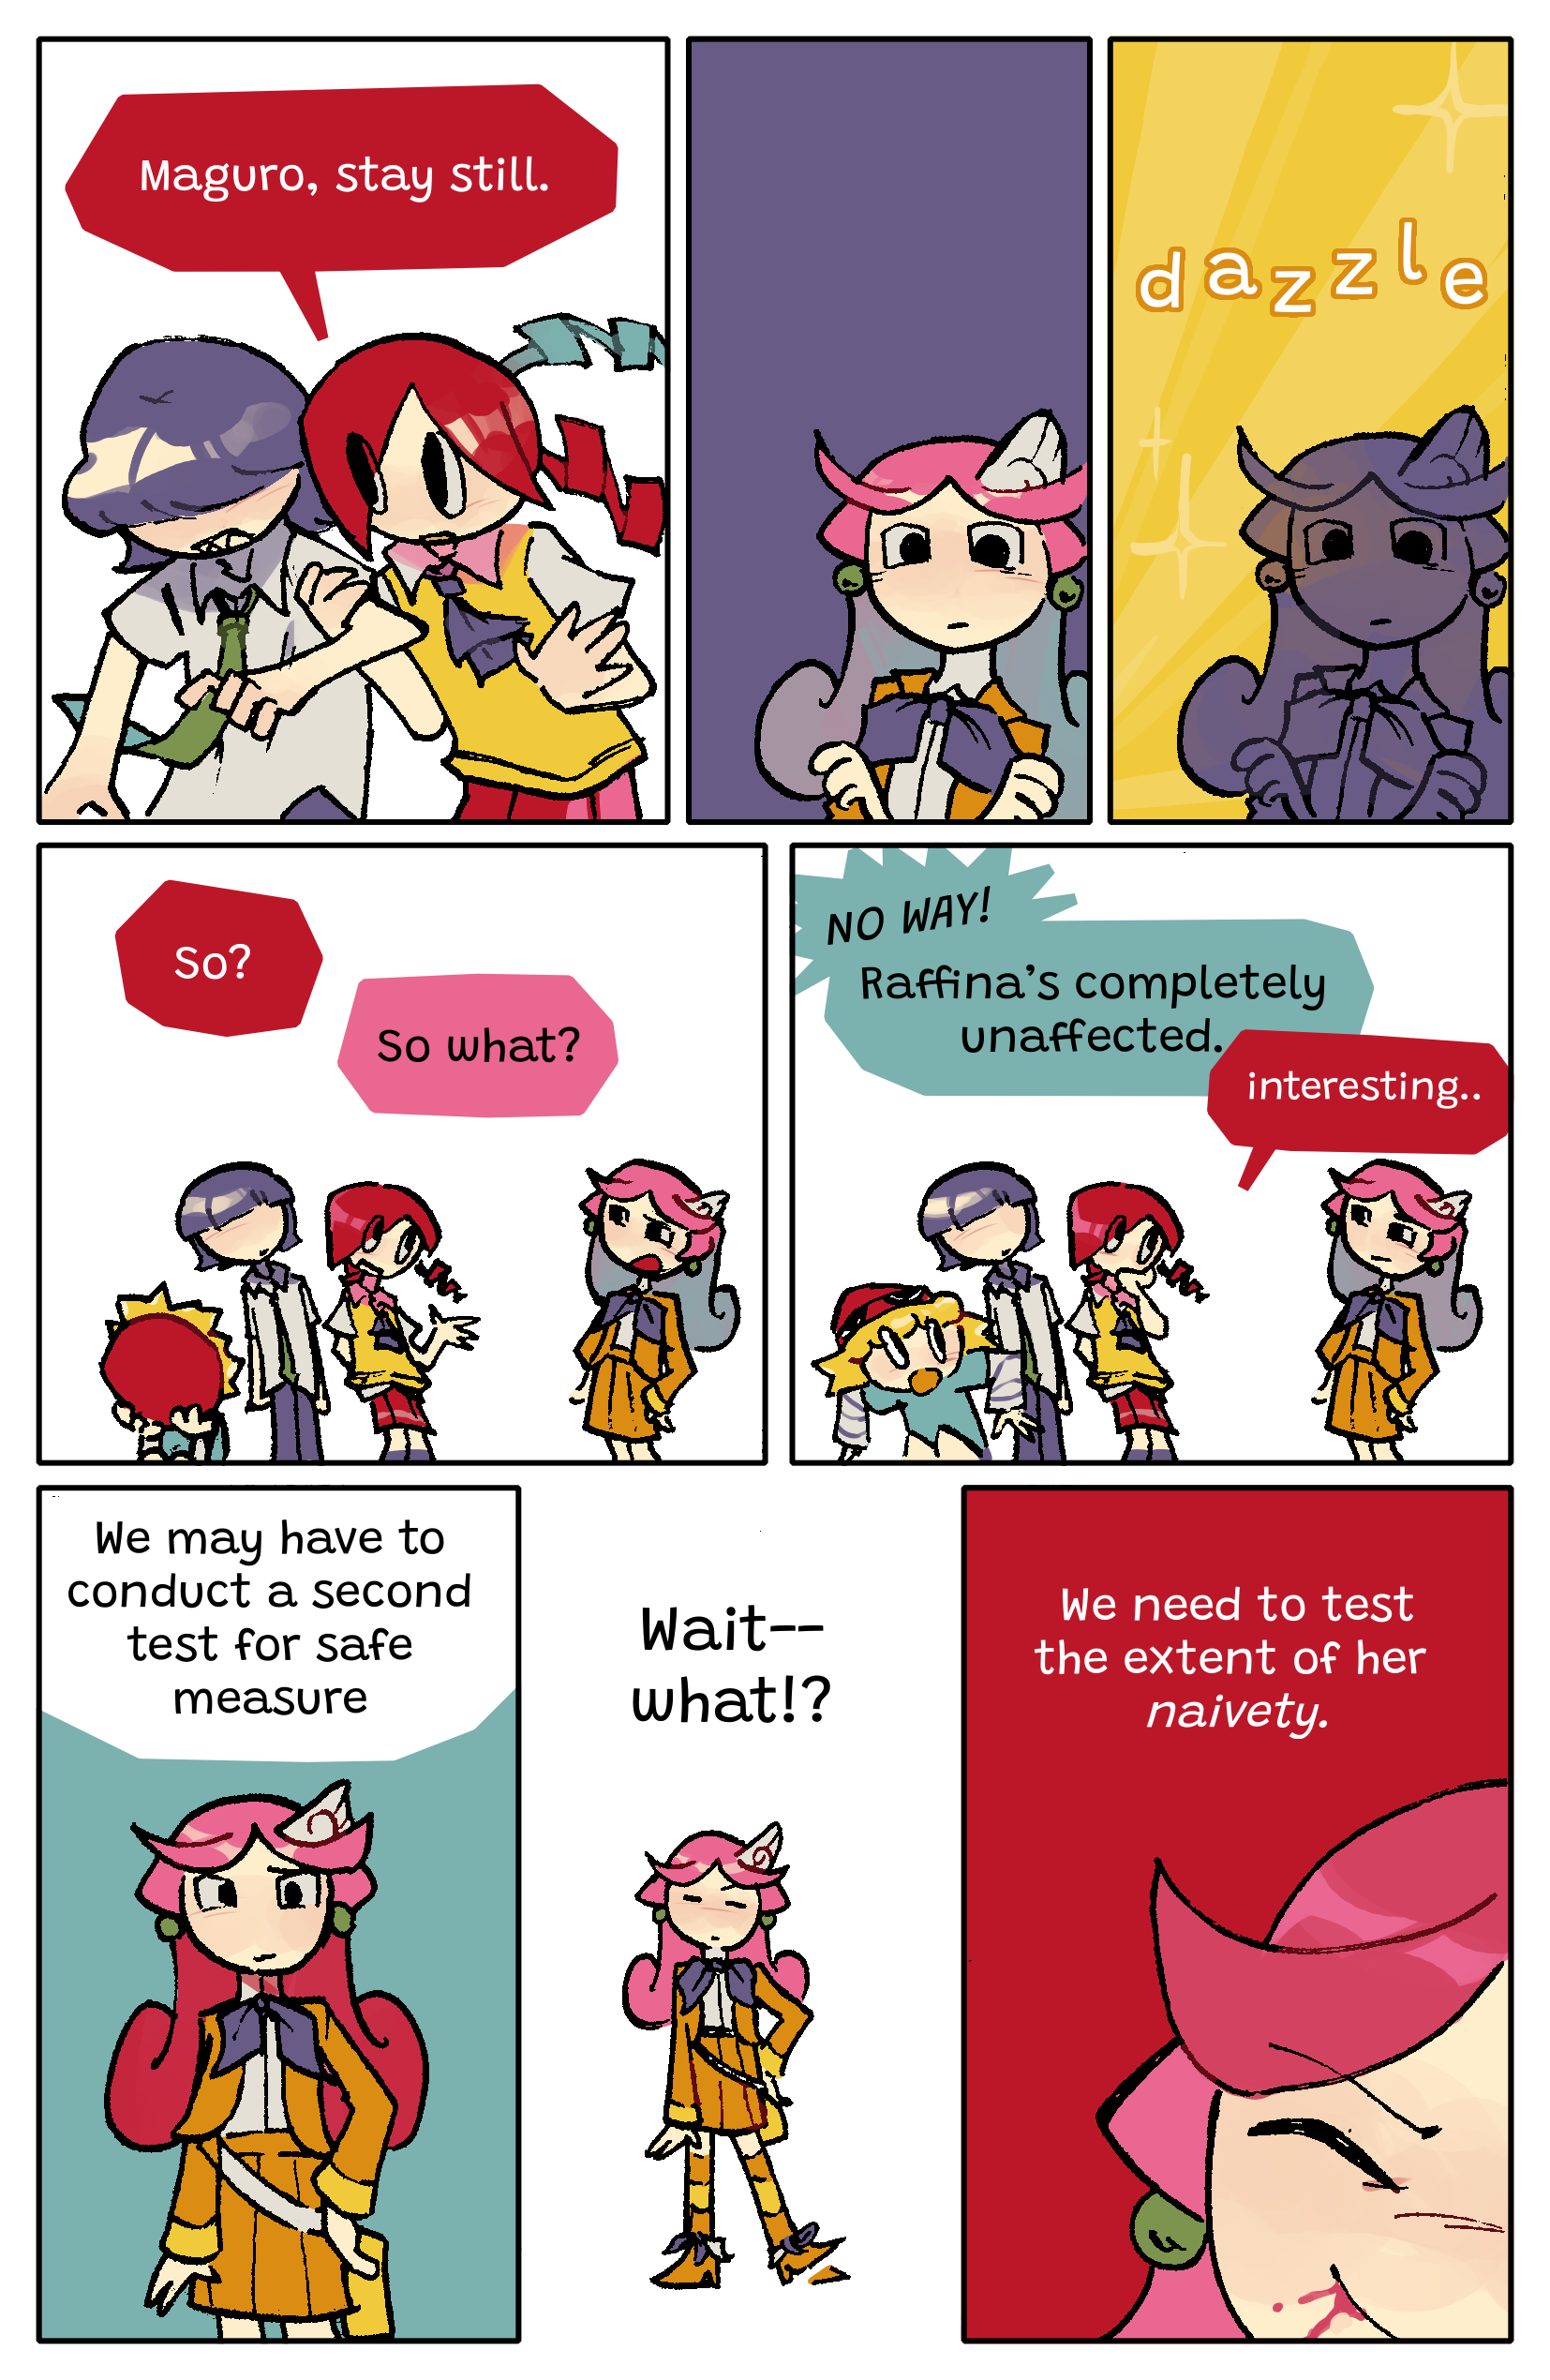 Maguro, stay still.
dazzle
So?
So what?
NO WAY!
Raffina's completely
unaffected.
interesting..
We may have to
conduct a second
test for safe
measure
Wait--
what!?
We need to test
the extent of her
naivety.